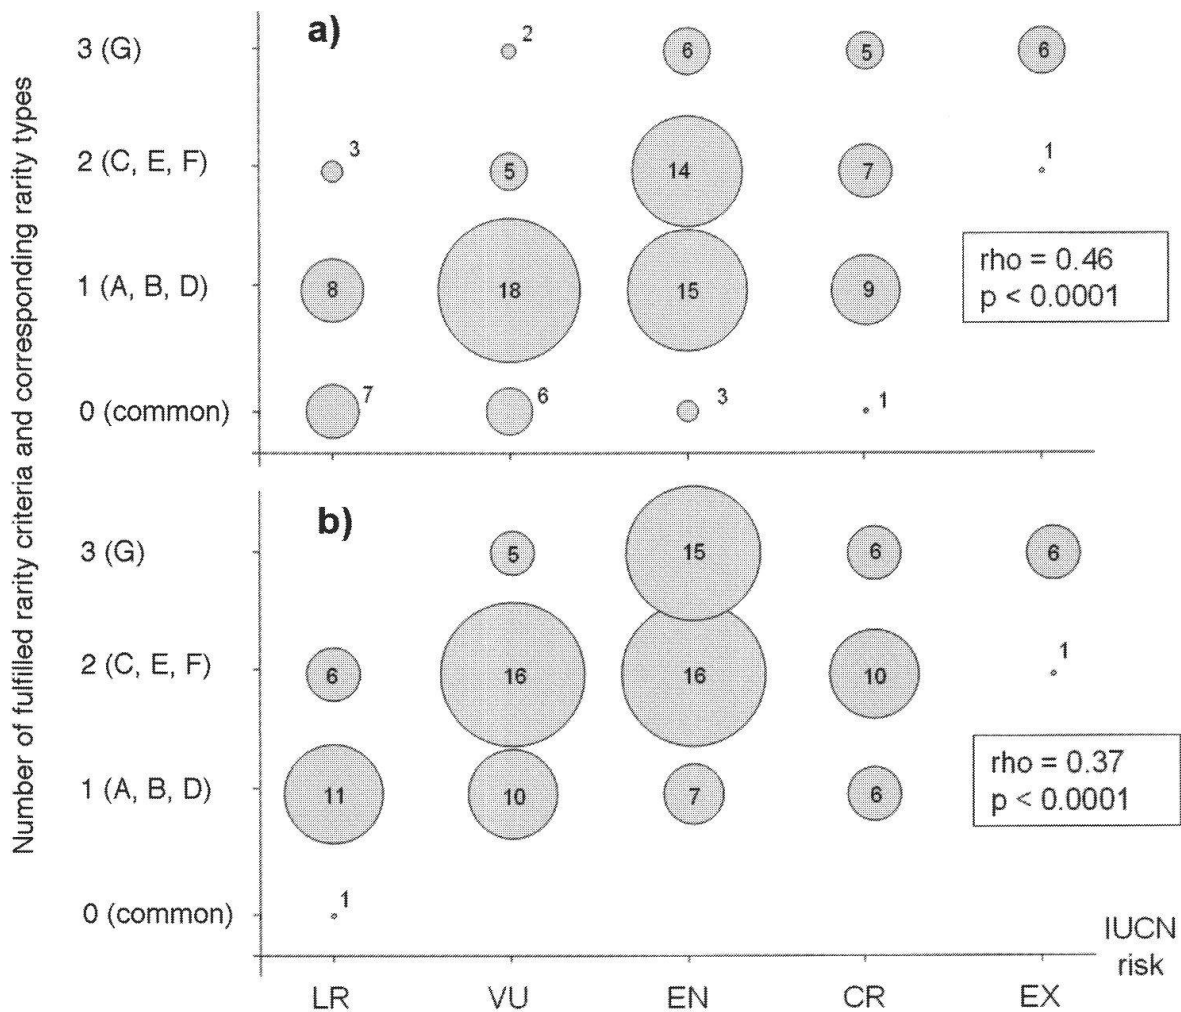 Number of fulfilled rarity criteria and corresponding rarity types
a)
3 (G)
2
6
5
6
2 (C, E, F)
3
5
14
7
1
1 (A, B, D)
8
18
15
9
rho = 0.46
p < 0.0001
0 (common)
7
6
3
1
b)
3 (G)
5
15
6
6
2 (C, E, F)
6
16
16
10
1
1 (A, B, D)
11
10
7
6
rho = 0.37
p < 0.0001
0 (common)
1
IUCN
risk
LR
VU
EN
CR
EX